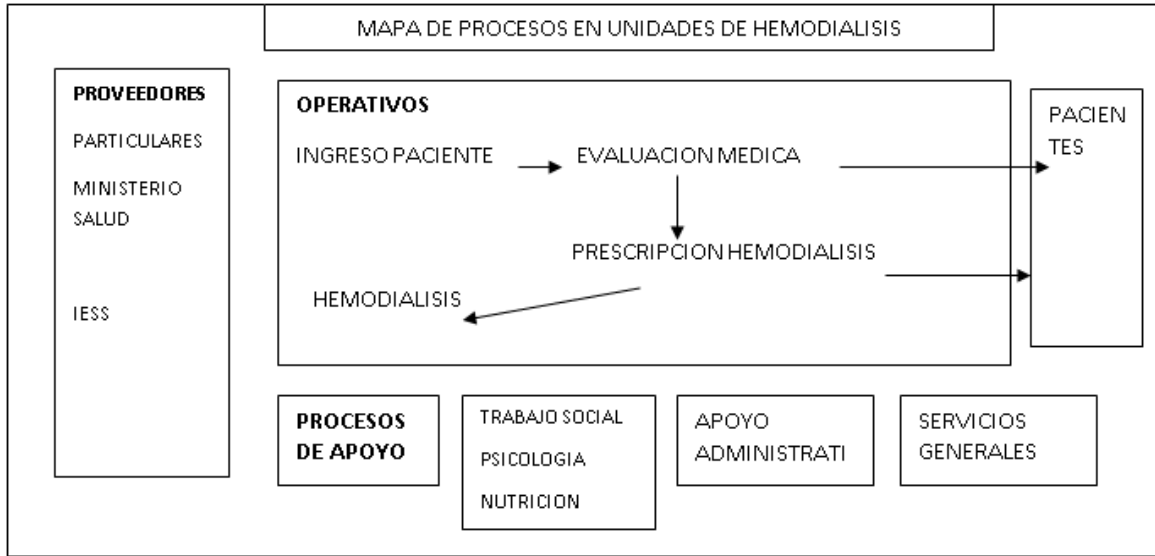 MAPA DE PROCESOS EN UNIDADES DE HEMODIALISIS
PROVEEDORES
PARTICULARES
MINISTERIO
SALUD
IESS
OPERATIVOS
INGRESO PACIENTE
EVALUACION MEDICA
PRESCRIPCION HEMODIALISIS
HEMODIALISIS
PACIEN
TES
PROCESOS
DE APOYO
TRABAJO SOCIAL
PSICOLOGIA
NUTRICION
APOYO
ADMINISTRATI
SERVICIOS
GENERALES